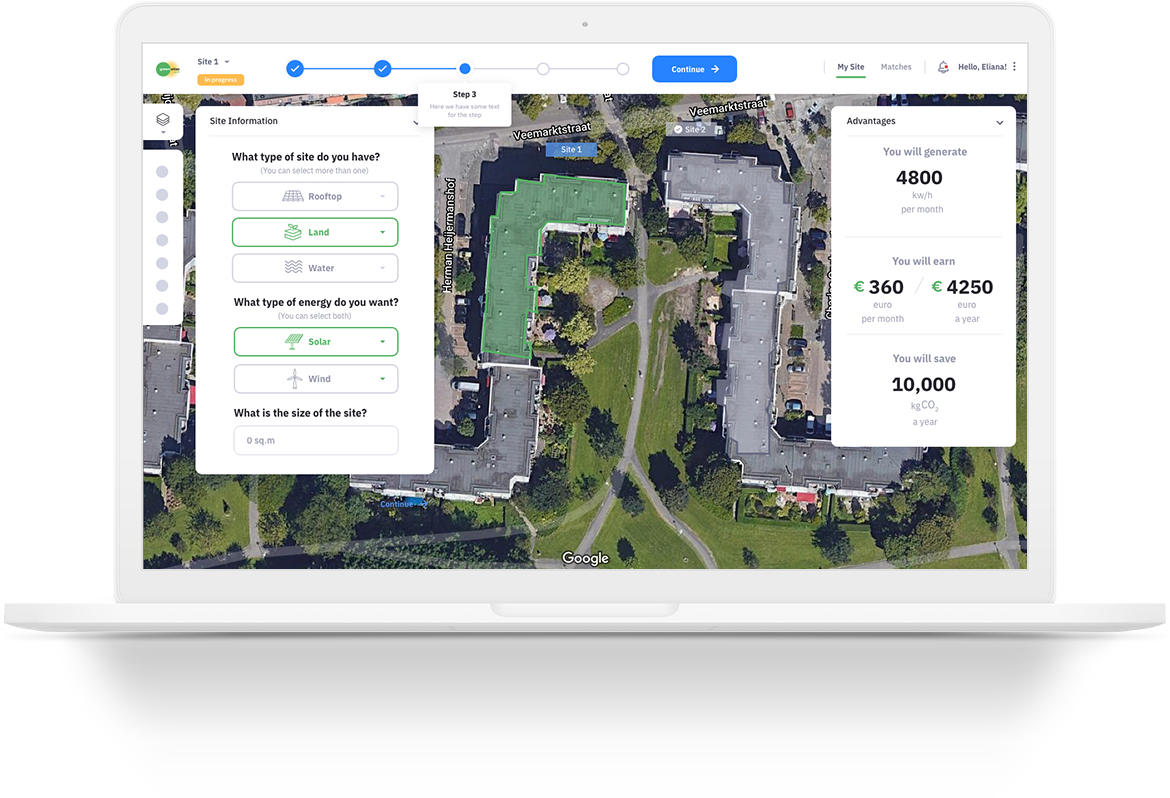 Site 1
In progress
Continue →
My Site
Matches
Hello, Eliana!
Step 3
Here we have some text
for the step
Site Information
What type of site do you have?
(You can select more than one)
Rooftop
Land
Water
What type of energy do you want?
(You can select both)
Solar
Wind
What is the size of the site?
0 sq.m
Continue
Veemarktstraat
Veemarktstraat
Site 1
Site 2
Herman Heijermanshof
Google
Advantages
You will generate
4800
kw/h
per month
You will earn
€ 360 / € 4250
euro euro
per month a year
You will save
10,000
kg CO₂
a year